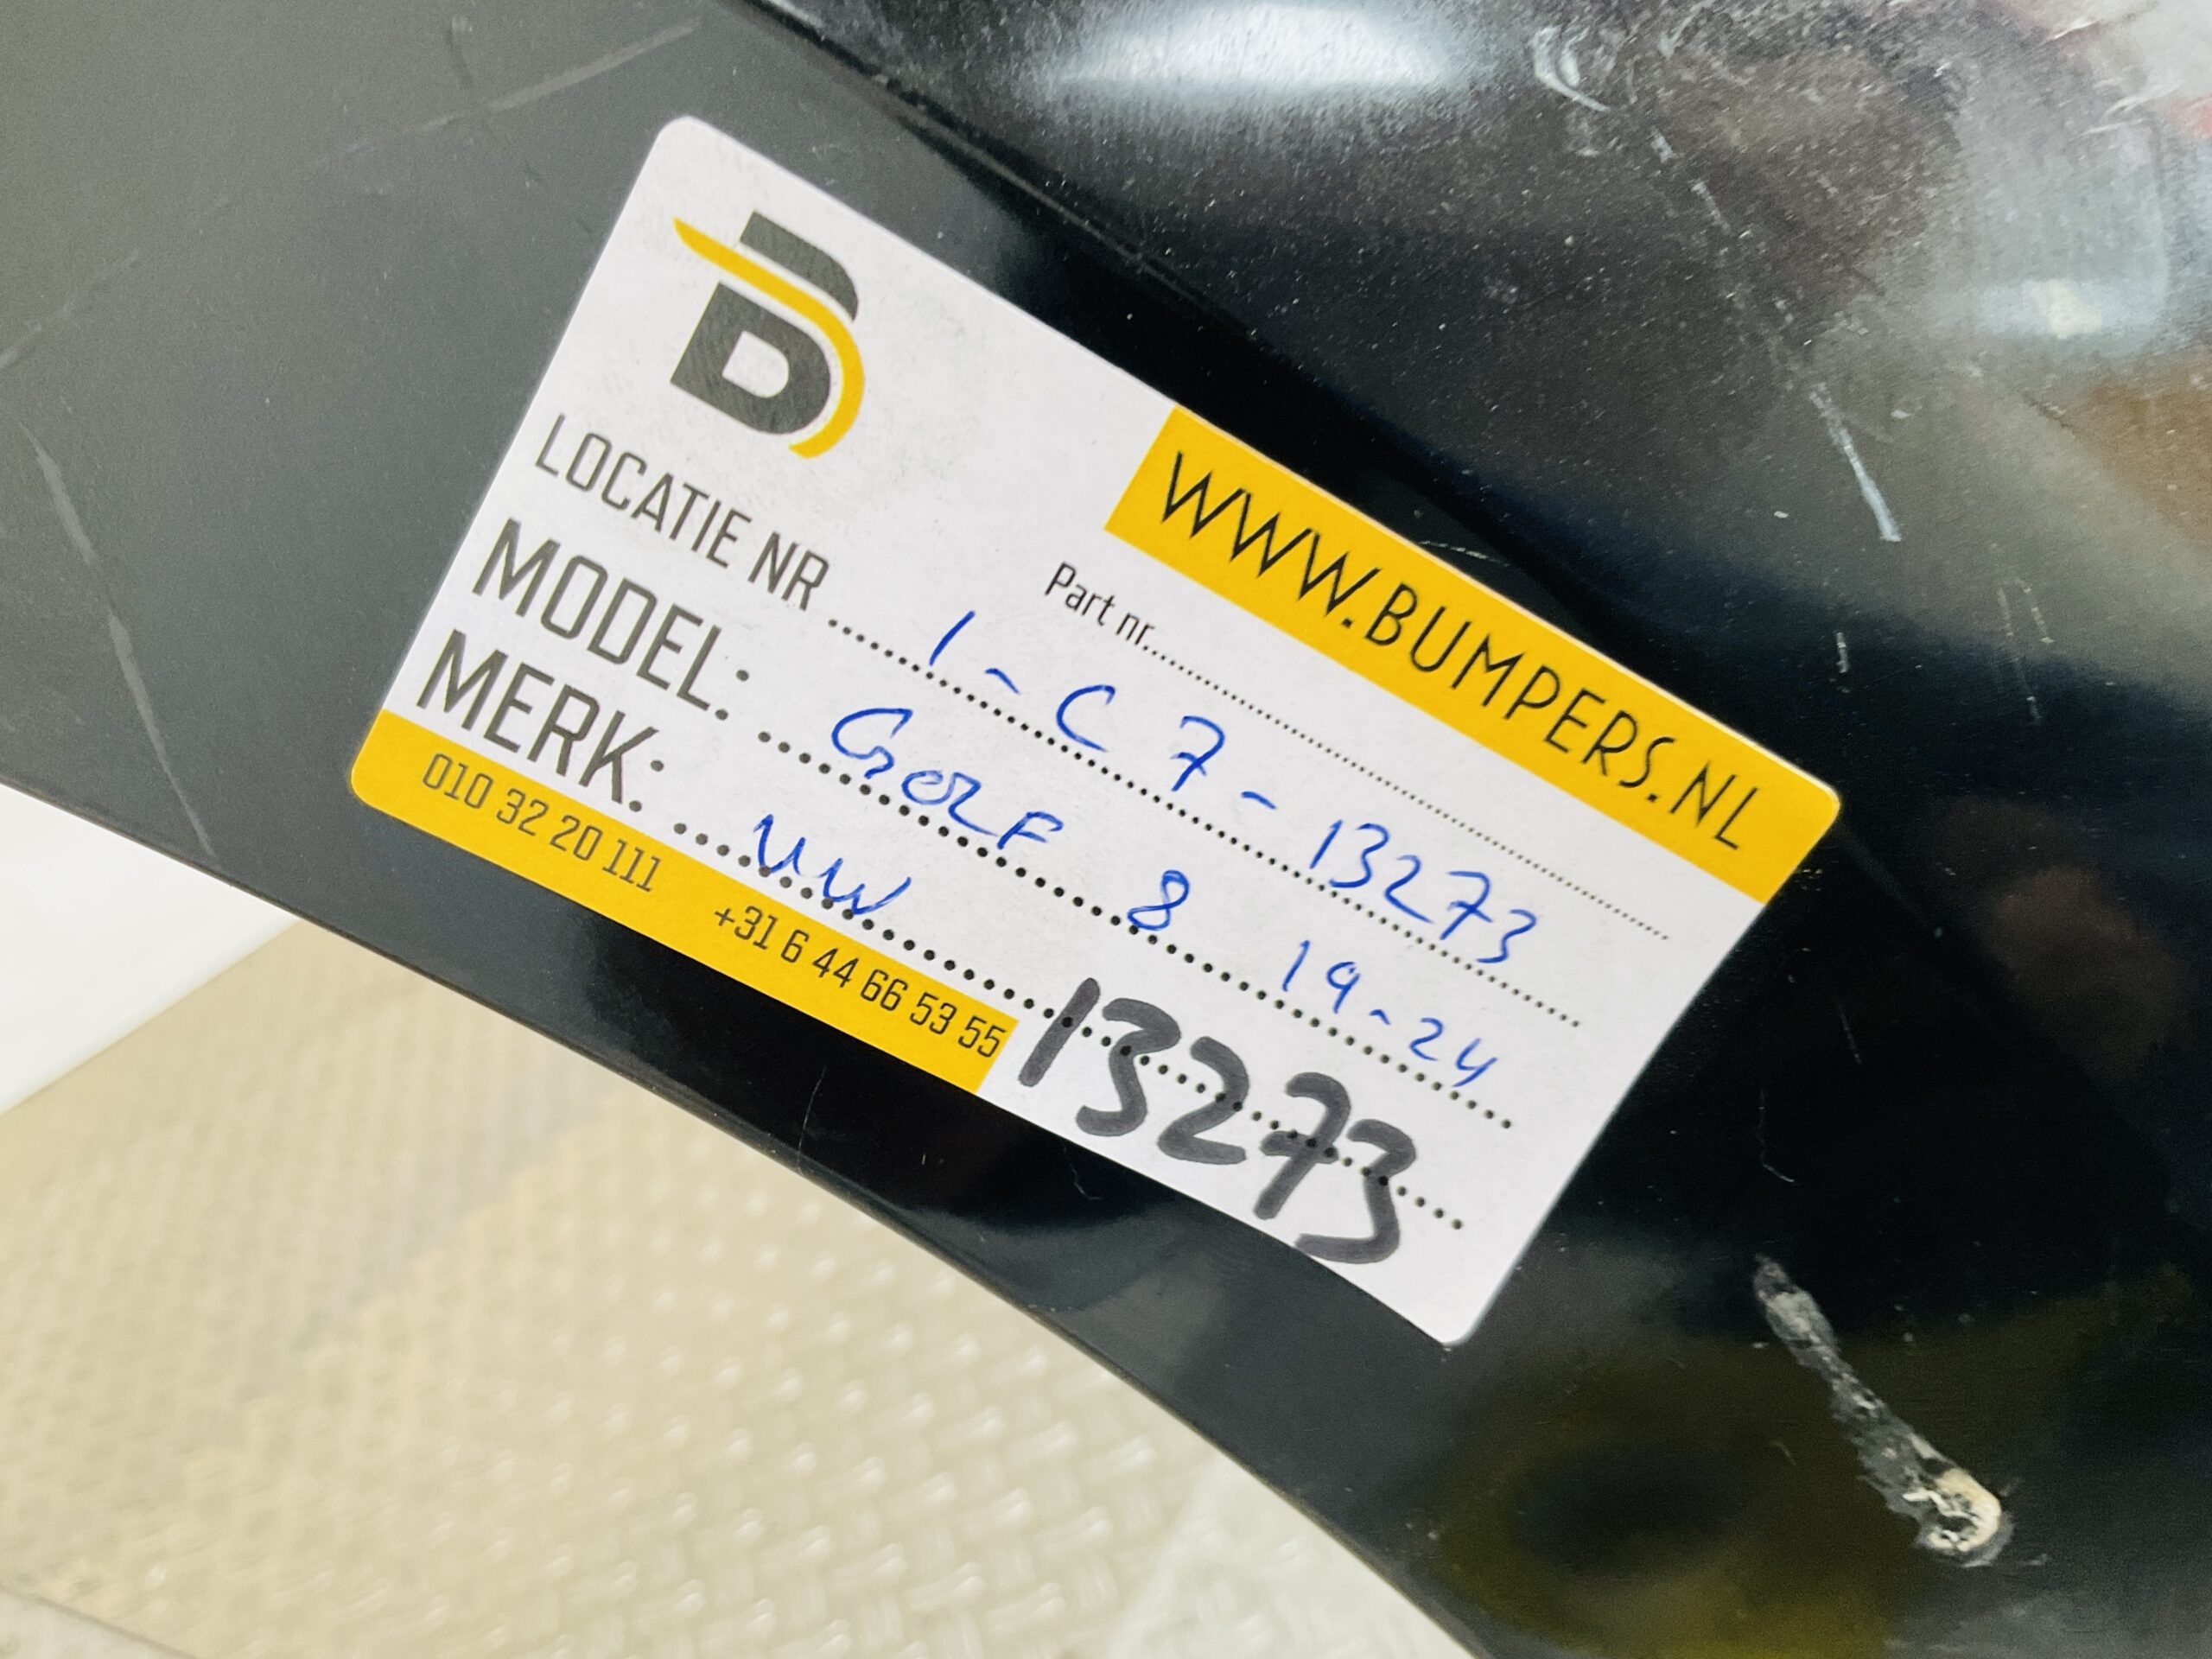 B
WWW.BUMPERS.NL
Part nr.
LOCATIE NR 1-C7-13273
MODEL: GOLF 8 19-24
MERK: VW
13273
010 32 20 111 +31 6 44 66 53 55